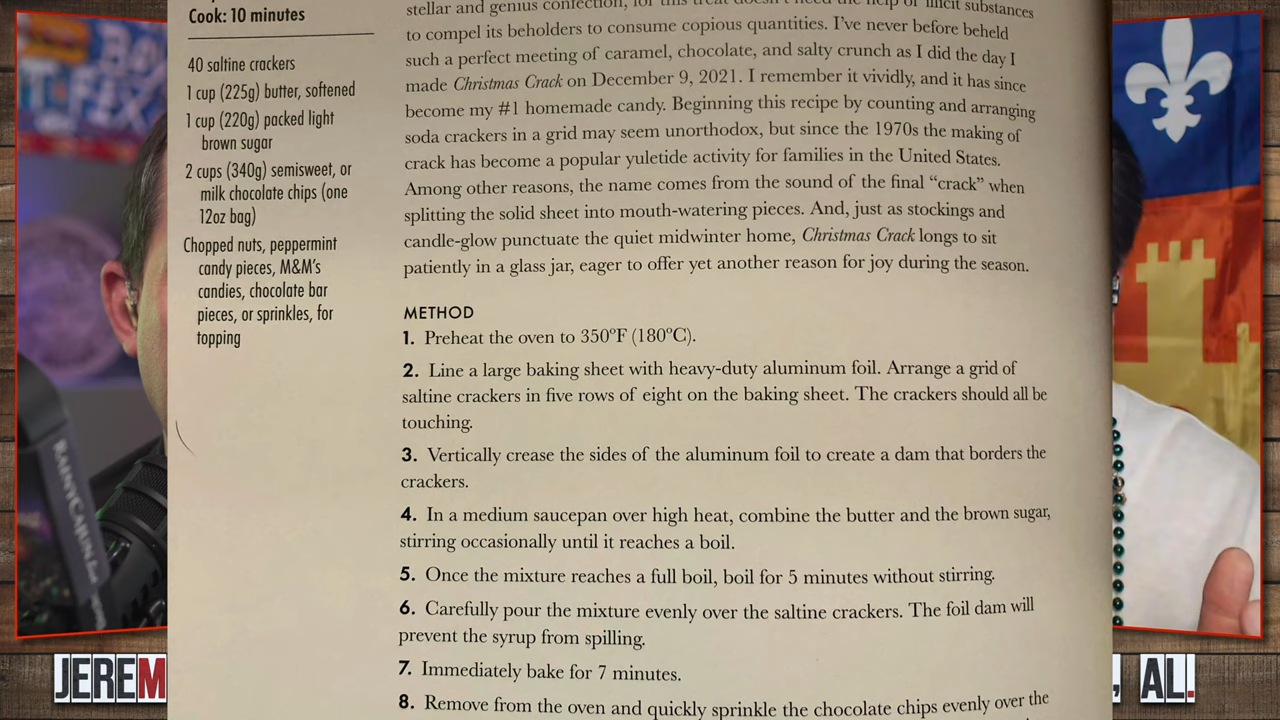 Cook: 10 minutes
40 saltine crackers
1 cup (225g) butter, softened
1 cup (220g) packed light
brown sugar
2 cups (340g) semisweet, or
milk chocolate chips (one
12oz bag)
Chopped nuts, peppermint
candy pieces, M&M's
candies, chocolate bar
pieces, or sprinkles, for
topping
stellar and genius confection, for this treat doesn't need the help of illicit substances
to compel its beholders to consume copious quantities. I've never before beheld
such a perfect meeting of caramel, chocolate, and salty crunch as I did the day I
made Christmas Crack on December 9, 2021. I remember it vividly, and it has since
become my #1 homemade candy. Beginning this recipe by counting and arranging
soda crackers in a grid may seem unorthodox, but since the 1970s the making of
crack has become a popular yuletide activity for families in the United States.
Among other reasons, the name comes from the sound of the final “crack” when
splitting the solid sheet into mouth-watering pieces. And, just as stockings and
candle-glow punctuate the quiet midwinter home, Christmas Crack longs to sit
patiently in a glass jar, eager to offer yet another reason for joy during the season.
METHOD
1. Preheat the oven to 350°F (180°C).
2. Line a large baking sheet with heavy-duty aluminum foil. Arrange a grid of
saltine crackers in five rows of eight on the baking sheet. The crackers should all be
touching.
3. Vertically crease the sides of the aluminum foil to create a dam that borders the
crackers.
4. In a medium saucepan over high heat, combine the butter and the brown sugar,
stirring occasionally until it reaches a boil.
5. Once the mixture reaches a full boil, boil for 5 minutes without stirring.
6. Carefully pour the mixture evenly over the saltine crackers. The foil dam will
prevent the syrup from spilling.
7. Immediately bake for 7 minutes.
8. Remove from the oven and quickly sprinkle the chocolate chips evenly over the
JEREM
, AL.